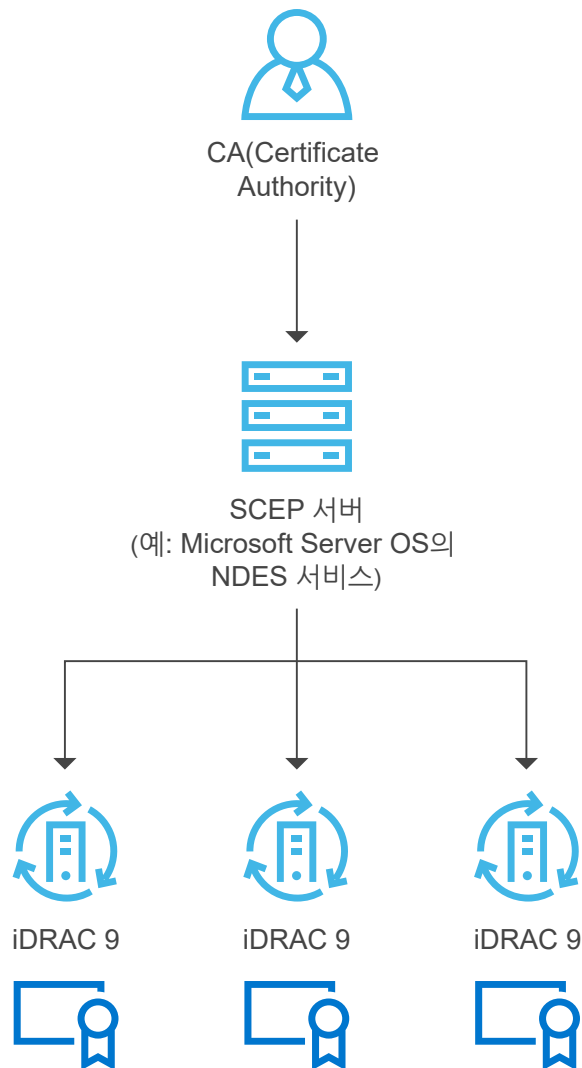 CA(Certificate
Authority)
SCEP 서버
(예: Microsoft Server OS의
NDES 서비스)
iDRAC 9
iDRAC 9
iDRAC 9